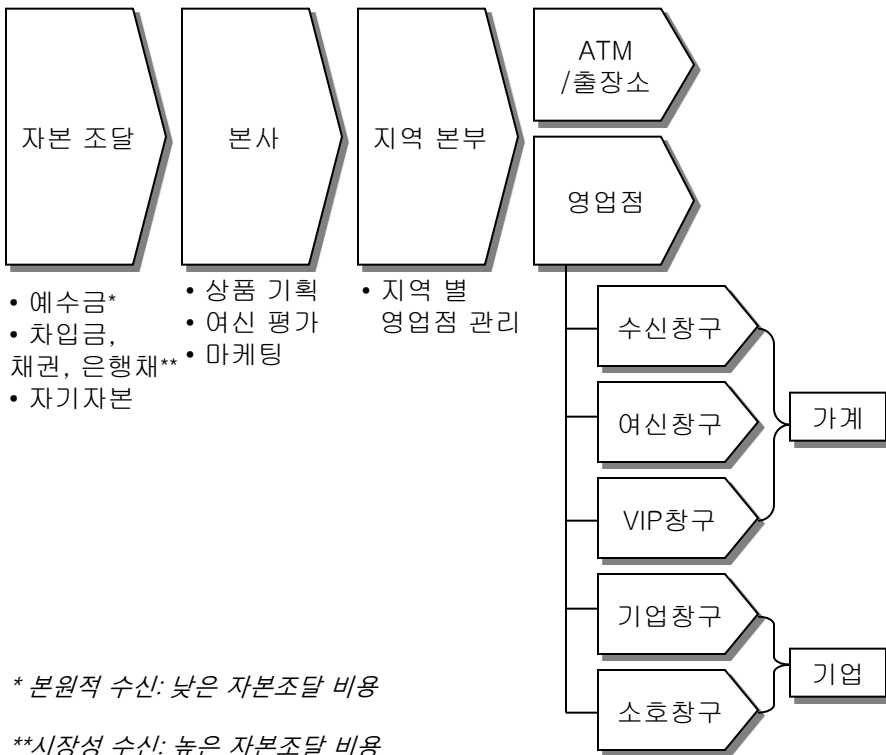 자본 조달
본사
지역 본부
ATM
/출장소
영업점
• 예수금*
• 차입금,
채권, 은행채**
• 자기자본
• 상품 기획
• 여신 평가
• 마케팅
• 지역 별
영업점 관리
수신창구
여신창구
VIP창구
기업창구
소호창구
가계
기업
* 본원적 수신: 낮은 자본조달 비용
**시장성 수신: 높은 자본조달 비용